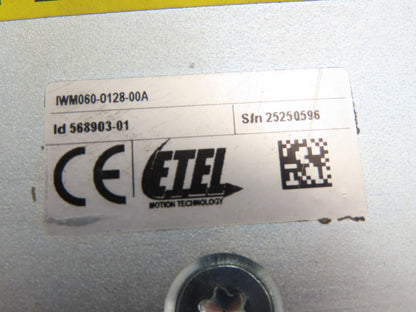 IWM060-0128-00A
Id 568903-01
S/n 25250596
CE
ETEL
MOTION TECHNOLOGY